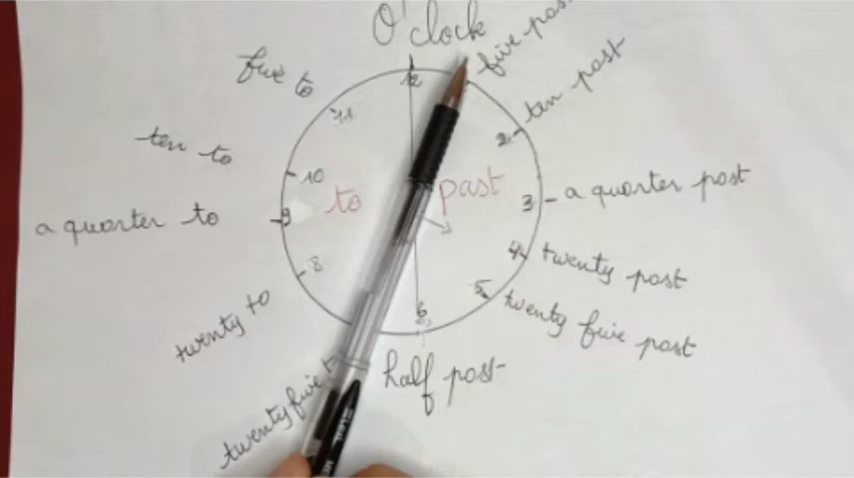 O'clock
five to
five past
12
11
ten past
ten to
2
10
to
past
3
a quarter past
a quarter to
9
8
4
twenty past
5
twenty five past
6
twenty to
half past
twenty five